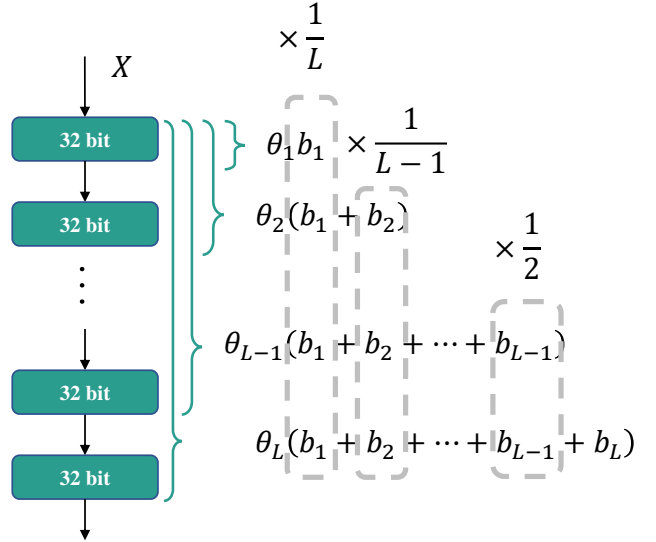 × 1/L
X
32 bit
θ₁b₁ × 1/(L − 1)
32 bit
θ₂(b₁ + b₂)
× 1/2
⋮
θ_{L−1}(b₁ + b₂ + ⋯ + b_{L−1})
32 bit
θ_L(b₁ + b₂ + ⋯ + b_{L−1} + b_L)
32 bit